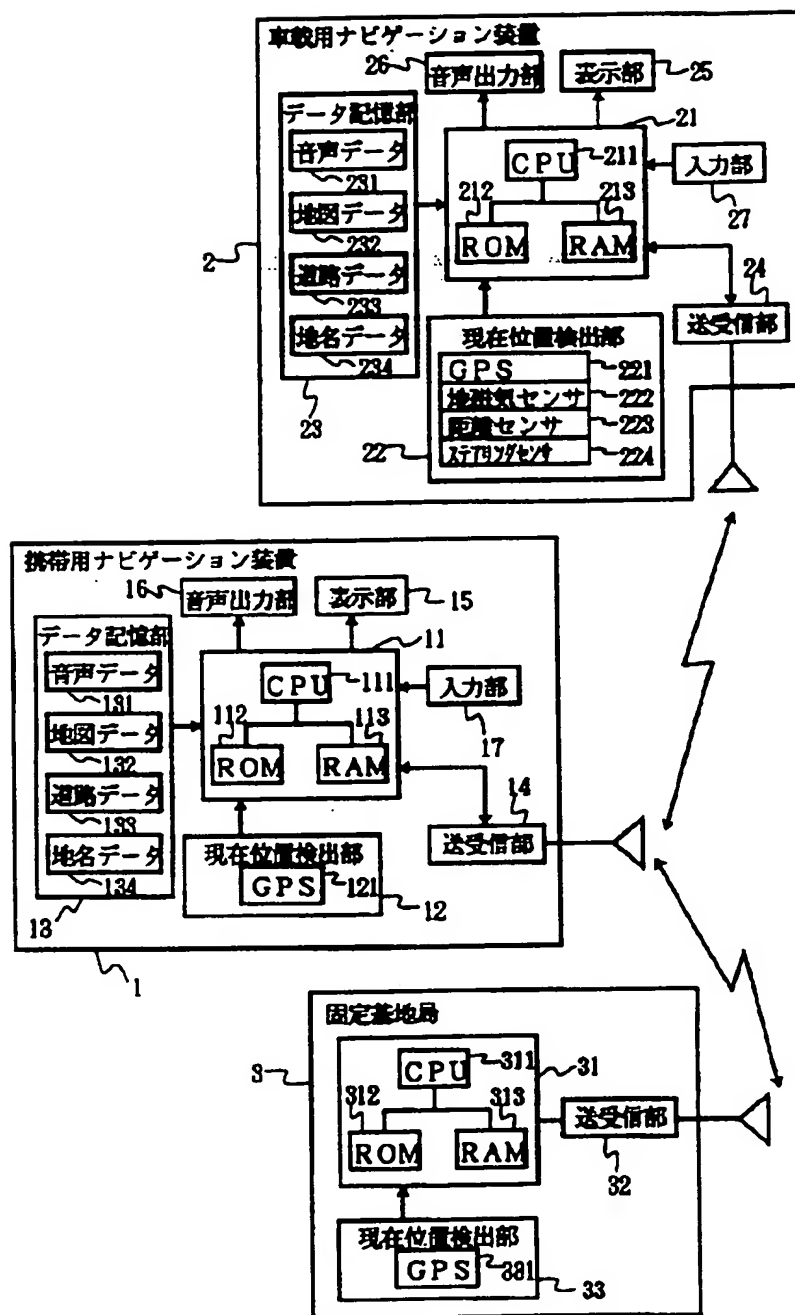 車載用ナビゲーション装置
26 音声出力部 表示部 25
データ記憶部 21
音声データ CPU 211
231 入力部
地図データ 212 213 27
232 ROM RAM
2 道路データ 24
233 送受信部
地名データ 現在位置検出部
234 GPS 221
23 地磁気センサ 222
距離センサ 223
22 ステアリングセンサ 224
携帯用ナビゲーション装置
16 音声出力部 表示部 15
データ記憶部 11
音声データ CPU 111 入力部
131 112 113 17
地図データ ROM RAM
132 14
道路データ 送受信部
133 現在位置検出部
地名データ GPS 121
134 12
13
1
固定基地局
3 CPU 311 31
312 313 送受信部
ROM RAM 32
現在位置検出部
GPS 331
33